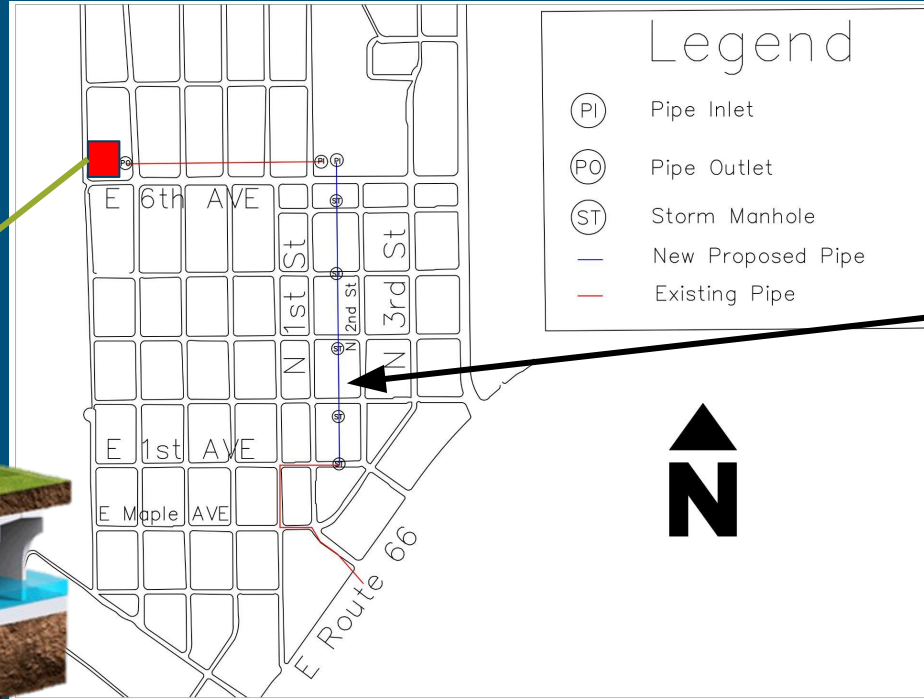 Legend
PI Pipe Inlet
PO Pipe Outlet
ST Storm Manhole
New Proposed Pipe
Existing Pipe
PO
PI
PI
E 6th AVE
ST
ST
ST
ST
ST
N 1st St
N 2nd St
N 3rd St
E 1st AVE
E Maple AVE
E Route 66
N